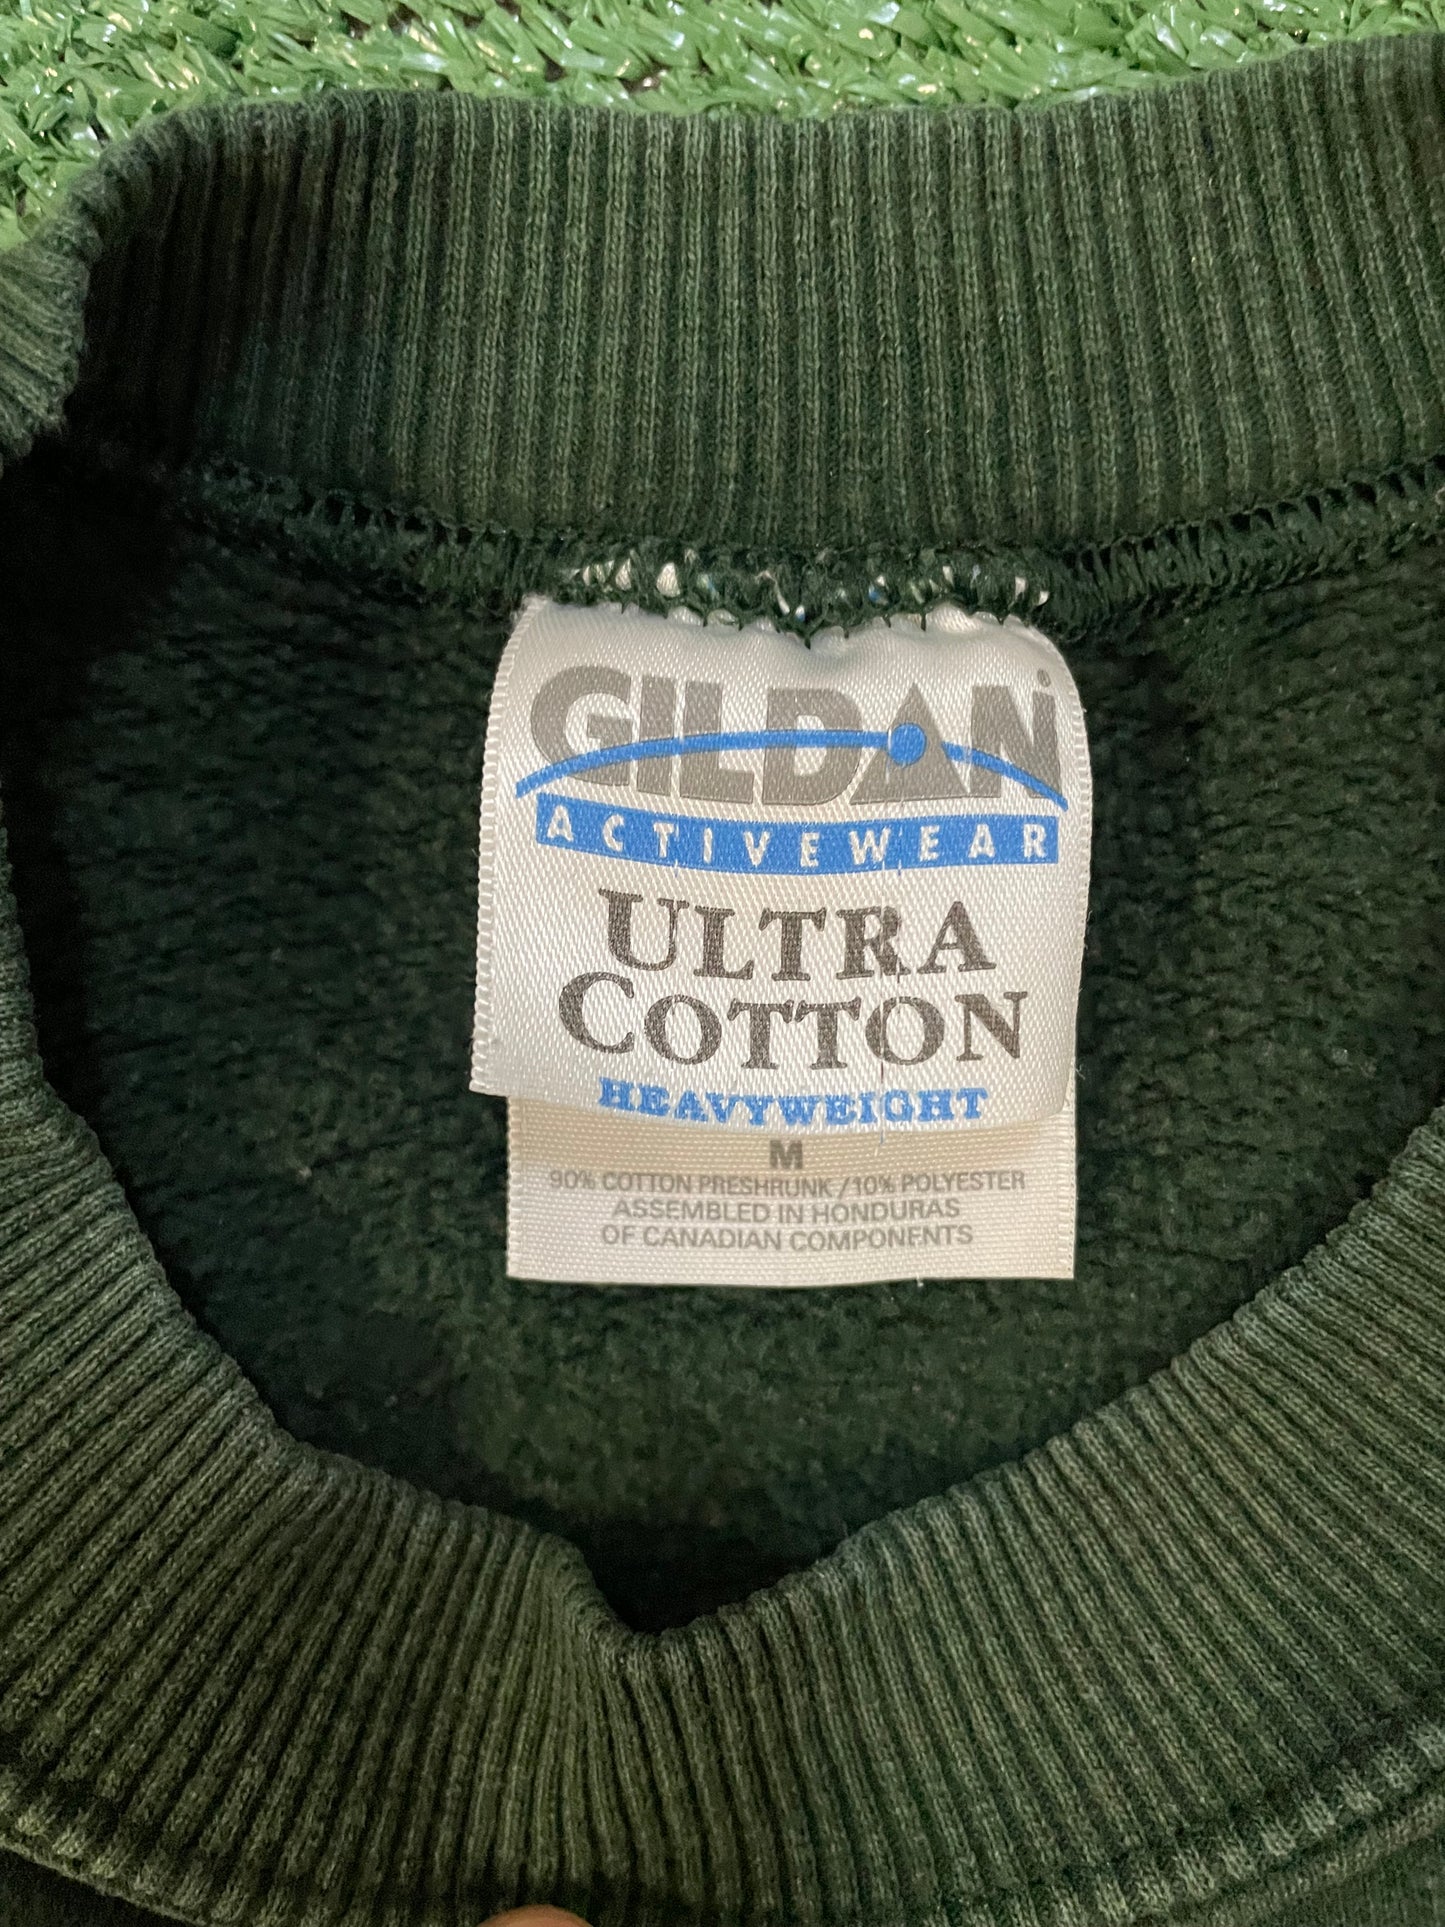 GILDAN®
ACTIVEWEAR
ULTRA
COTTON
HEAVYWEIGHT
M
90% COTTON PRESHRUNK/10% POLYESTER
ASSEMBLED IN HONDURAS
OF CANADIAN COMPONENTS